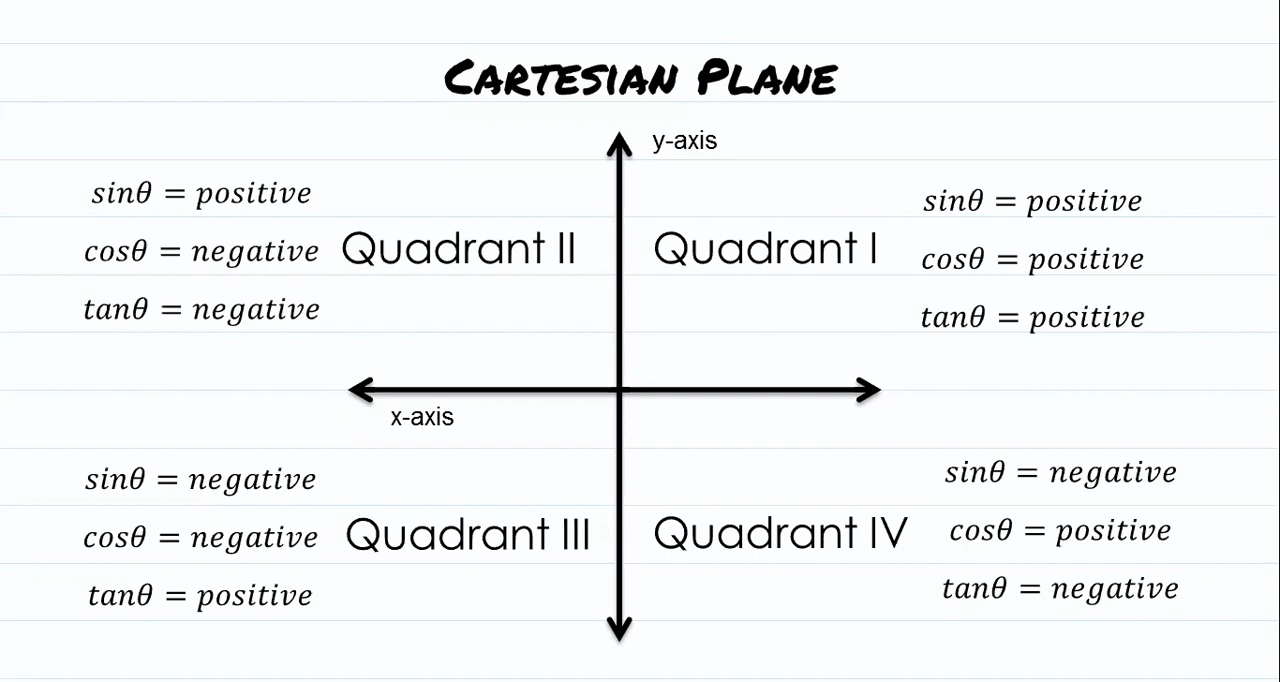 CARTESIAN PLANE
y-axis
sinθ = positive
cosθ = negative
tanθ = negative
Quadrant II
Quadrant I
sinθ = positive
cosθ = positive
tanθ = positive
x-axis
sinθ = negative
cosθ = negative
tanθ = positive
Quadrant III
Quadrant IV
sinθ = negative
cosθ = positive
tanθ = negative